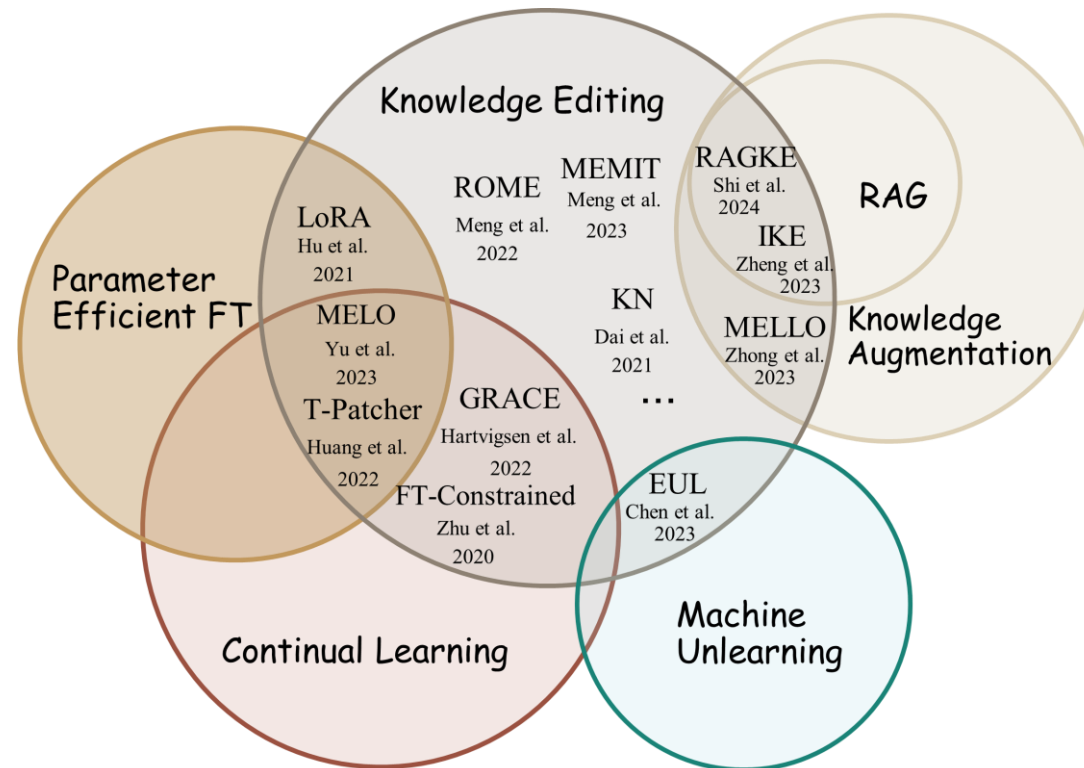 Knowledge Editing
ROME
Meng et al.
2022
MEMIT
Meng et al.
2023
RAGKE
Shi et al.
2024
RAG
IKE
Zheng et al.
2023
LoRA
Hu et al.
2021
Parameter
Efficient FT
MELO
Yu et al.
2023
T-Patcher
Huang et al.
2022
KN
Dai et al.
2021
...
MELLO
Zhong et al.
2023
Knowledge
Augmentation
GRACE
Hartvigsen et al.
2022
FT-Constrained
Zhu et al.
2020
EUL
Chen et al.
2023
Continual Learning
Machine
Unlearning